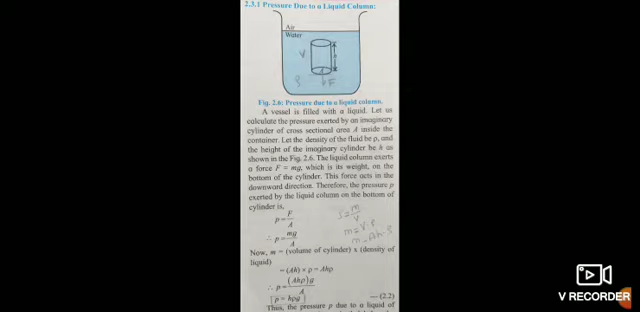 2.3.1 Pressure Due to a Liquid Column:
Air
Water
V
h
ρ
F
Fig. 2.6: Pressure due to a liquid column.
A vessel is filled with a liquid. Let us
calculate the pressure exerted by an imaginary
cylinder of cross sectional area A inside the
container. Let the density of the fluid be ρ, and
the height of the imaginary cylinder be h as
shown in the Fig. 2.6. The liquid column exerts
a force F = mg, which is its weight, on the
bottom of the cylinder. This force acts in the
downward direction. Therefore, the pressure p
exerted by the liquid column on the bottom of
cylinder is,
p = F/A
ρ = m/V
∴ p = mg/A
m = V·ρ
m = Ah·ρ
Now, m = (volume of cylinder) x (density of
liquid)
= (Ah) × ρ = Ahρ
∴ p = (Ahρ)g/A
p = hρg --- (2.2)
Thus, the pressure p due to a liquid of
V RECORDER